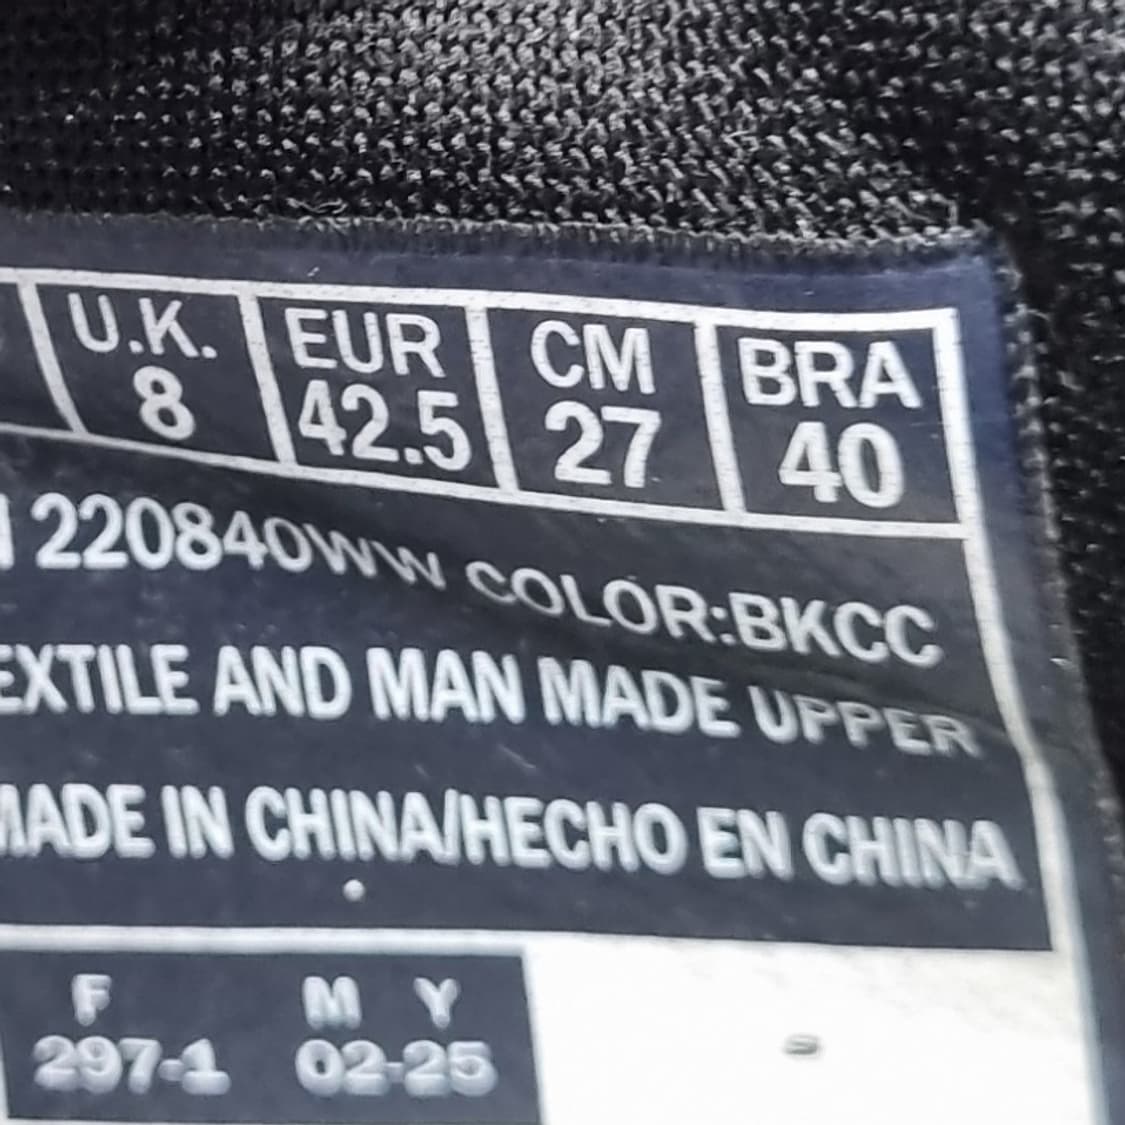 U.K. EUR CM BRA
8 42.5 27 40
220840WW COLOR:BKCC
EXTILE AND MAN MADE UPPER
MADE IN CHINA/HECHO EN CHINA
F M Y
297-1 02-25